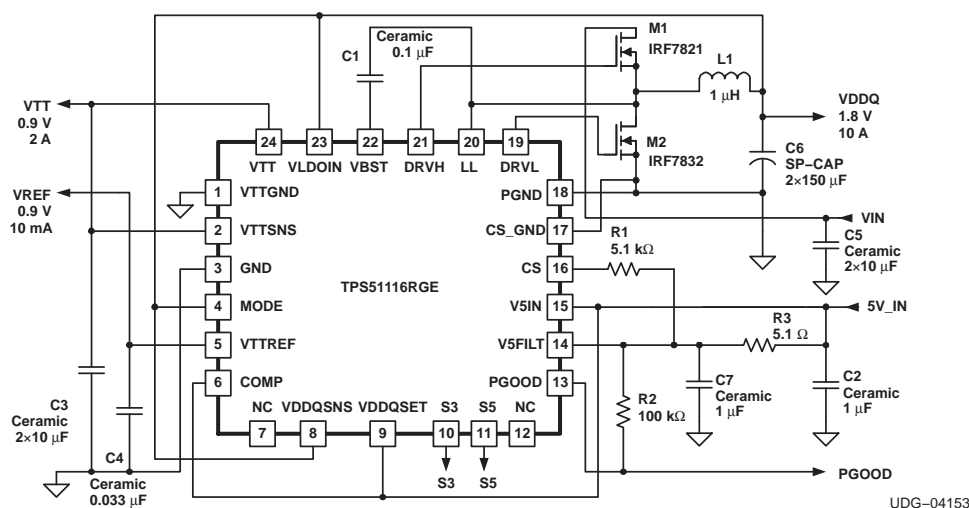 Ceramic
0.1 μF
C1
M1
IRF7821
L1
1 μH
VTT
0.9 V
2 A
VDDQ
1.8 V
10 A
24
23
22
21
20
19
VTT
VLDOIN
VBST
DRVH
LL
DRVL
M2
IRF7832
C6
SP−CAP
2×150 μF
VREF
0.9 V
10 mA
1
VTTGND
PGND
18
2
VTTSNS
CS_GND
17
VIN
R1
5.1 kΩ
C5
Ceramic
2×10 μF
3
GND
CS
16
TPS51116RGE
4
MODE
V5IN
15
5V_IN
R3
5.1 Ω
5
VTTREF
V5FILT
14
6
COMP
PGOOD
13
C7
Ceramic
1 μF
C2
Ceramic
1 μF
R2
100 kΩ
NC
VDDQSNS
VDDQSET
S3
S5
NC
7
8
9
10
11
12
C3
Ceramic
2×10 μF
C4
Ceramic
0.033 μF
S3
S5
PGOOD
UDG−04153